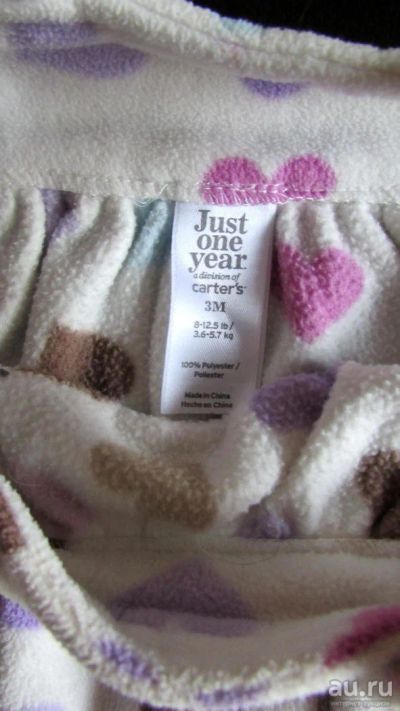 Just
one
year
a division of
carter's
3M
8-12.5 lb /
3.6-5.7 kg
100% Polyester /
Poliester
Made in China
Hecho en China
au.ru